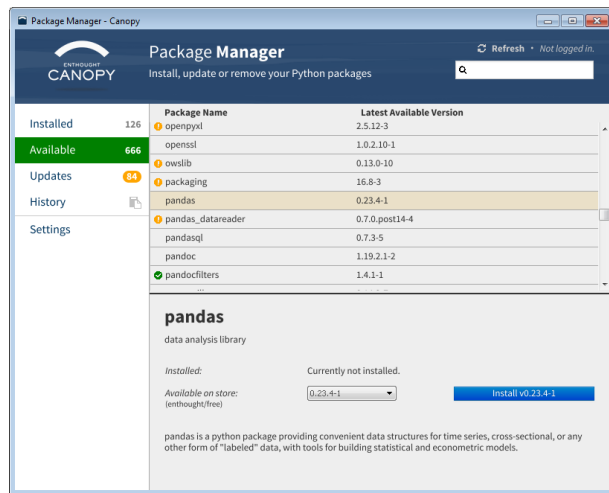 Package Manager - Canopy
ENTHOUGHT
CANOPY
Package Manager
Install, update or remove your Python packages
Refresh • Not logged in.
Installed 126
Available 666
Updates 84
History
Settings
Package Name Latest Available Version
openpyxl 2.5.12-3
openssl 1.0.2.10-1
owslib 0.13.0-10
packaging 16.8-3
pandas 0.23.4-1
pandas_datareader 0.7.0.post14-4
pandasql 0.7.3-5
pandoc 1.19.2.1-2
pandocfilters 1.4.1-1
pandas
data analysis library
Installed: Currently not installed.
Available on store: 0.23.4-1 Install v0.23.4-1
(enthought/free)
pandas is a python package providing convenient data structures for time series, cross-sectional, or any
other form of "labeled" data, with tools for building statistical and econometric models.